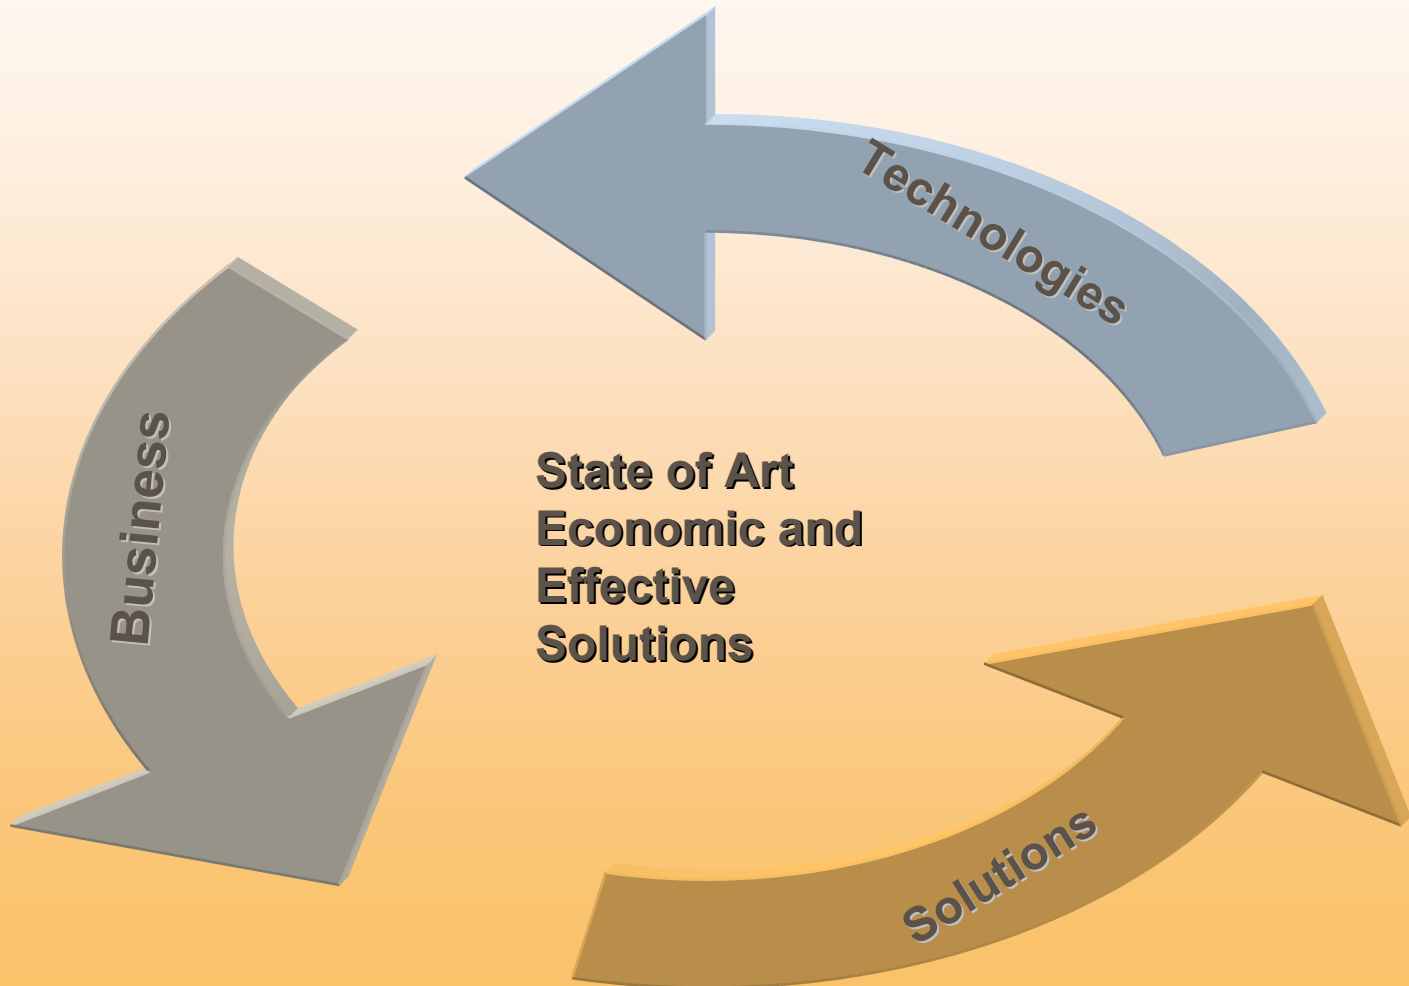 Technologies
Business
State of Art
Economic and
Effective
Solutions
Solutions